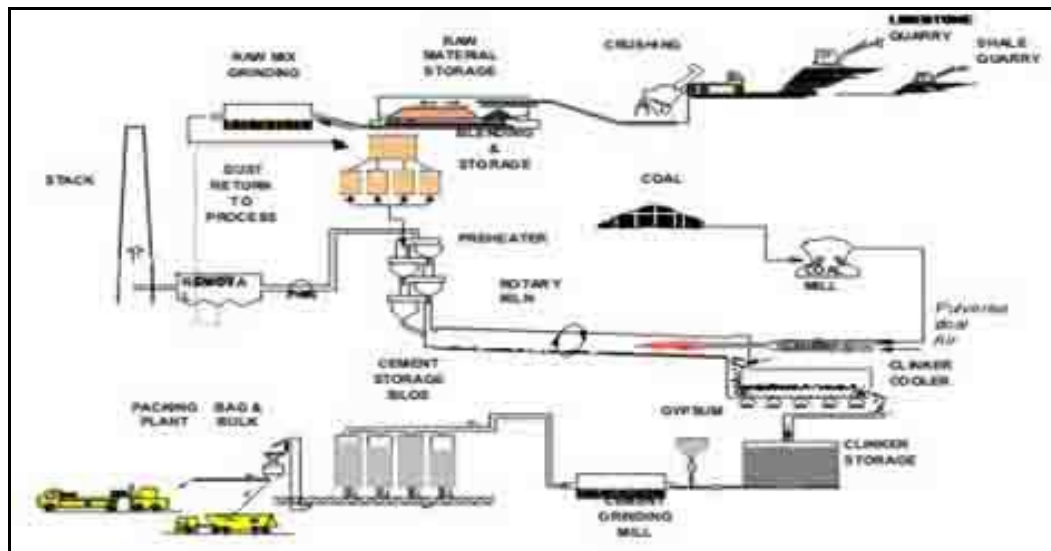 LIMESTONE
QUARRY
SHALE
QUARRY
CRUSHING
RAW
MATERIAL
STORAGE
RAW MIX
GRINDING
BLENDING
&
STORAGE
STACK
DUST
RETURN
TO
PROCESS
COAL
PREHEATER
ROTARY
KILN
COAL
MILL
Air
CLINKER
COOLER
CEMENT
STORAGE
SILOS
GYPSUM
PACKING
PLANT
BAG &
BULK
CLINKER
STORAGE
CEMENT
GRINDING
MILL